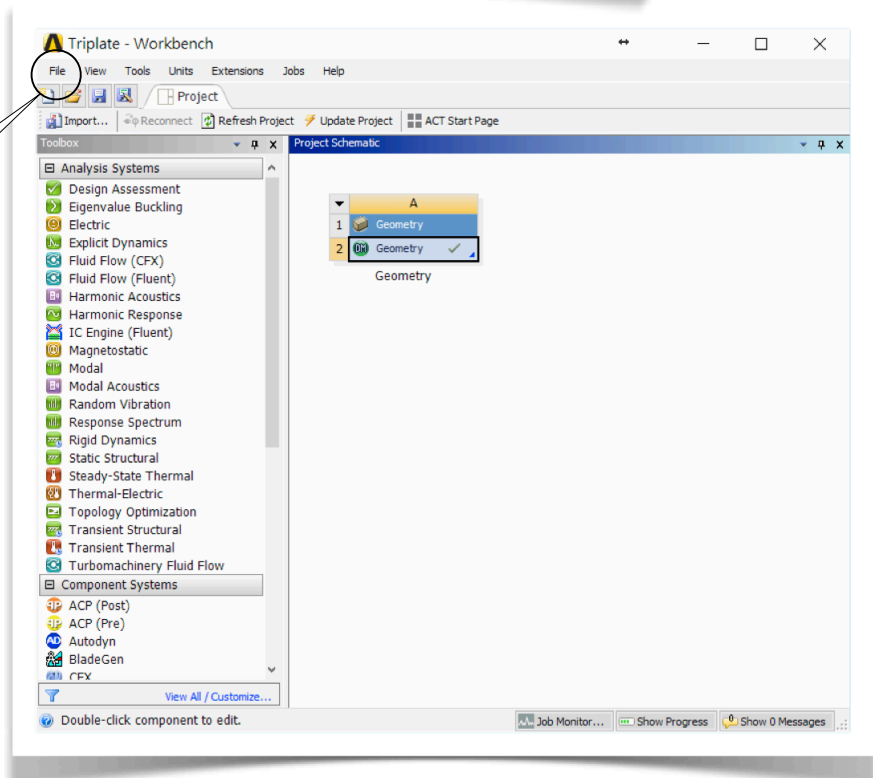 Triplate - Workbench
File View Tools Units Extensions Jobs Help
Project
Import... Reconnect Refresh Project Update Project ACT Start Page
Toolbox
Project Schematic
Analysis Systems
Design Assessment
Eigenvalue Buckling
Electric
Explicit Dynamics
Fluid Flow (CFX)
Fluid Flow (Fluent)
Harmonic Acoustics
Harmonic Response
IC Engine (Fluent)
Magnetostatic
Modal
Modal Acoustics
Random Vibration
Response Spectrum
Rigid Dynamics
Static Structural
Steady-State Thermal
Thermal-Electric
Topology Optimization
Transient Structural
Transient Thermal
Turbomachinery Fluid Flow
Component Systems
ACP (Post)
ACP (Pre)
Autodyn
BladeGen
CFX
View All / Customize...
A
1 Geometry
2 Geometry
Geometry
Double-click component to edit.
Job Monitor... Show Progress Show 0 Messages